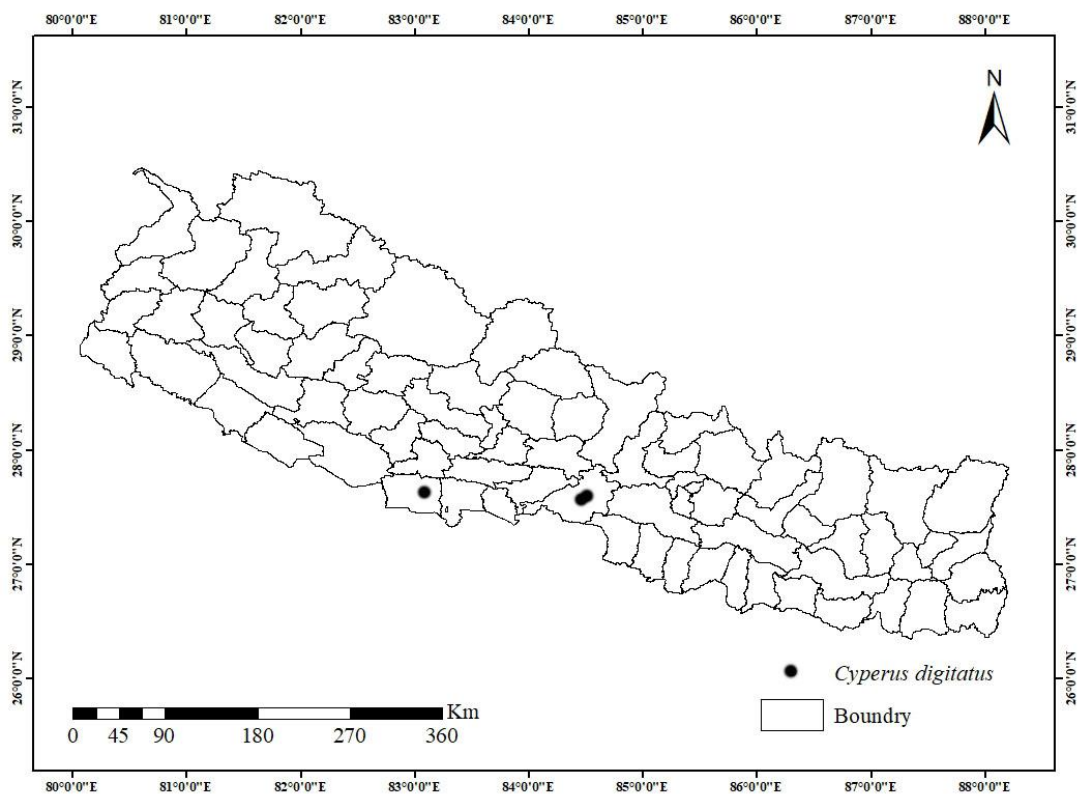 80°0'0"E 81°0'0"E 82°0'0"E 83°0'0"E 84°0'0"E 85°0'0"E 86°0'0"E 87°0'0"E 88°0'0"E
N
31°0'0"N 31°0'0"N
30°0'0"N 30°0'0"N
29°0'0"N 29°0'0"N
28°0'0"N 28°0'0"N
27°0'0"N 27°0'0"N
26°0'0"N 26°0'0"N
Cyperus digitatus
Boundry
Km
0 45 90 180 270 360
80°0'0"E 81°0'0"E 82°0'0"E 83°0'0"E 84°0'0"E 85°0'0"E 86°0'0"E 87°0'0"E 88°0'0"E